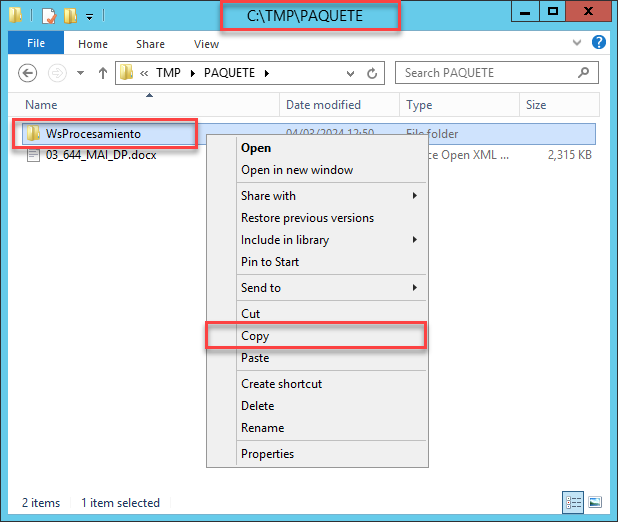 C:\TMP\PAQUETE
File Home Share View
« TMP PAQUETE Search PAQUETE
Name Date modified Type Size
WsProcesamiento 04/03/2024 12:50 File folder
03_644_MAI_DP.docx ce Open XML ... 2,315 KB
Open
Open in new window
Share with
Restore previous versions
Include in library
Pin to Start
Send to
Cut
Copy
Paste
Create shortcut
Delete
Rename
Properties
2 items 1 item selected